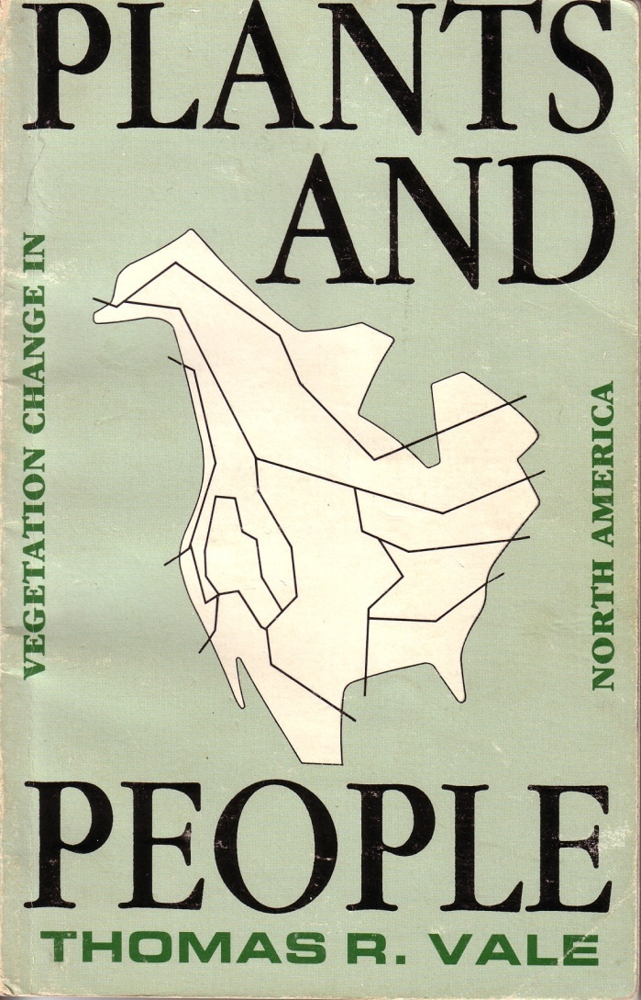 PLANTS
AND
VEGETATION CHANGE IN
NORTH AMERICA
PEOPLE
THOMAS R. VALE